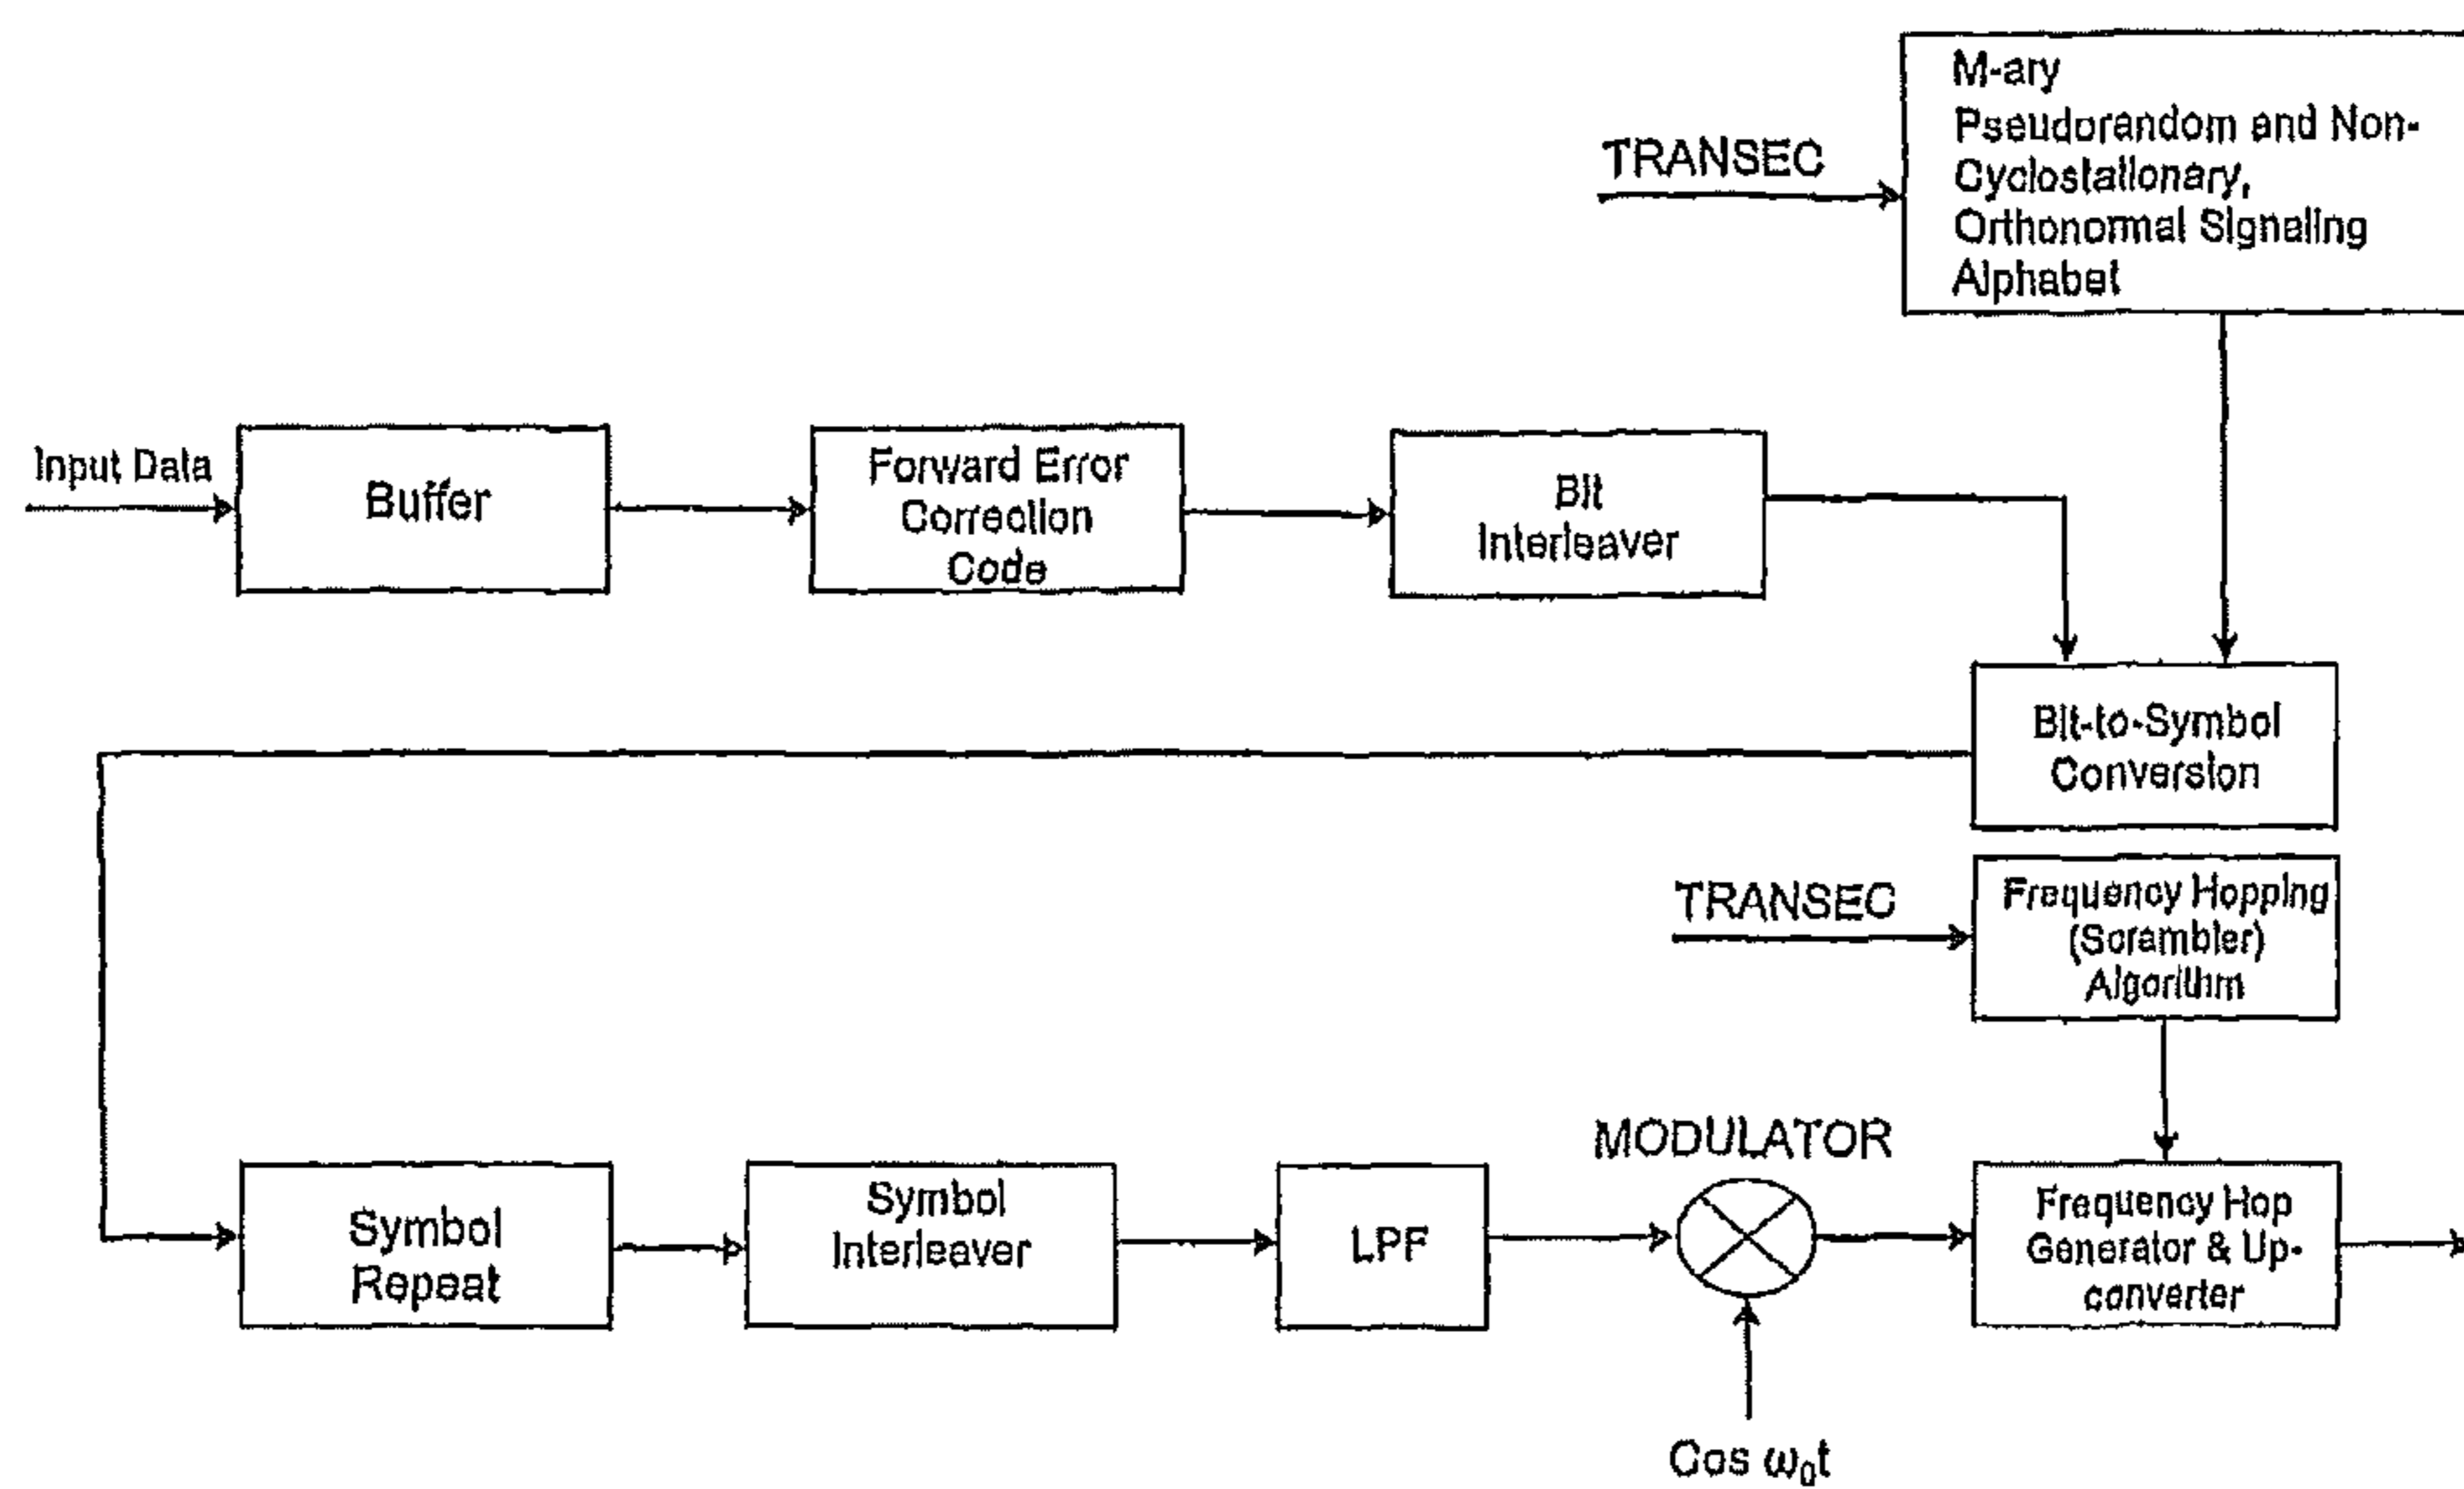 M-ary
Pseudorandom and Non-
Cyclostationary,
Orthonormal Signaling
Alphabet
TRANSEC
Input Data
Buffer
Forward Error
Correction
Code
Bit
Interleaver
Bit-to-Symbol
Conversion
TRANSEC
Frequency Hopping
(Scrambler)
Algorithm
Symbol
Repeat
Symbol
Interleaver
LPF
MODULATOR
Cos ω₀t
Frequency Hop
Generator & Up-
converter